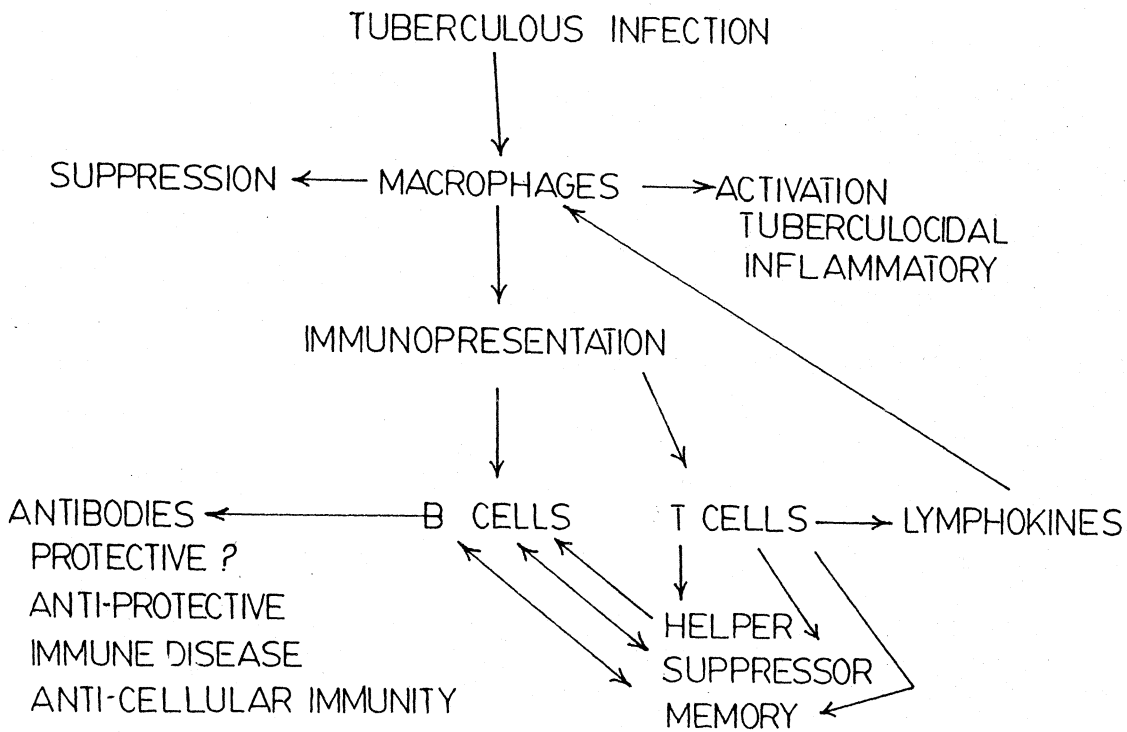 TUBERCULOUS INFECTION
SUPPRESSION
MACROPHAGES
ACTIVATION
TUBERCULOCIDAL
INFLAMMATORY
IMMUNOPRESENTATION
ANTIBODIES
PROTECTIVE ?
ANTI-PROTECTIVE
IMMUNE DISEASE
ANTI-CELLULAR IMMUNITY
B CELLS
T CELLS
LYMPHOKINES
HELPER
SUPPRESSOR
MEMORY